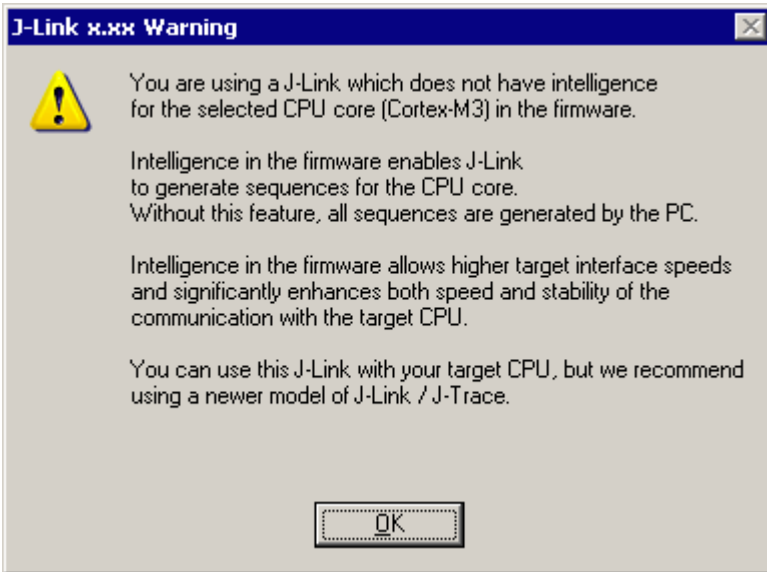 J-Link x.xx Warning
You are using a J-Link which does not have intelligence
for the selected CPU core (Cortex-M3) in the firmware.
Intelligence in the firmware enables J-Link
to generate sequences for the CPU core.
Without this feature, all sequences are generated by the PC.
Intelligence in the firmware allows higher target interface speeds
and significantly enhances both speed and stability of the
communication with the target CPU.
You can use this J-Link with your target CPU, but we recommend
using a newer model of J-Link / J-Trace.
OK